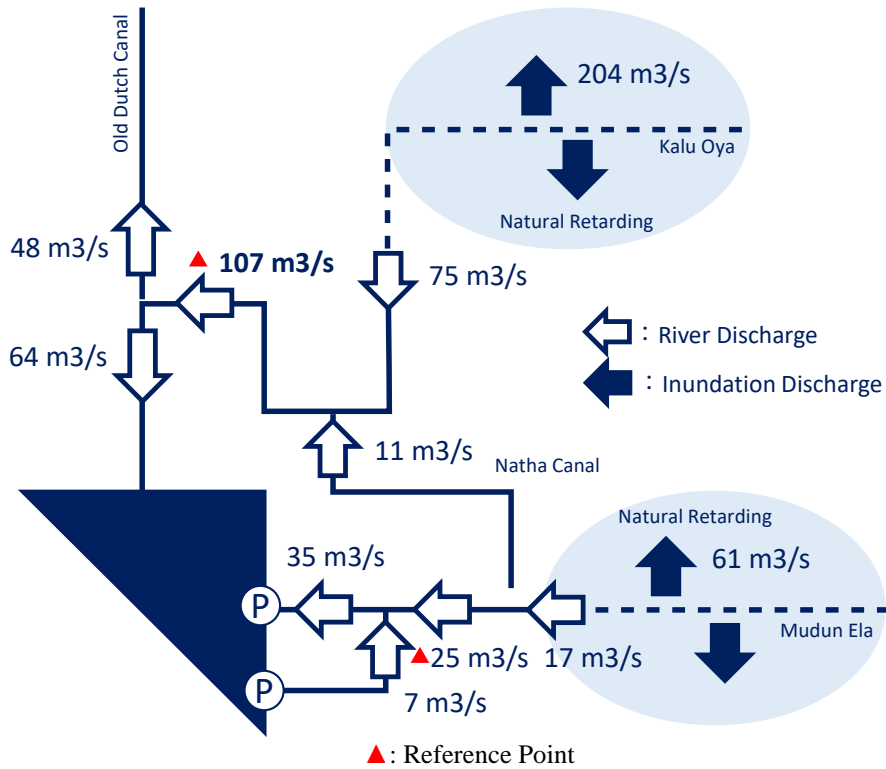 Old Dutch Canal
204 m3/s
Kalu Oya
Natural Retarding
48 m3/s
107 m3/s
75 m3/s
64 m3/s
: River Discharge
: Inundation Discharge
11 m3/s
Natha Canal
Natural Retarding
61 m3/s
Mudun Ela
35 m3/s
P
25 m3/s
17 m3/s
P
7 m3/s
: Reference Point